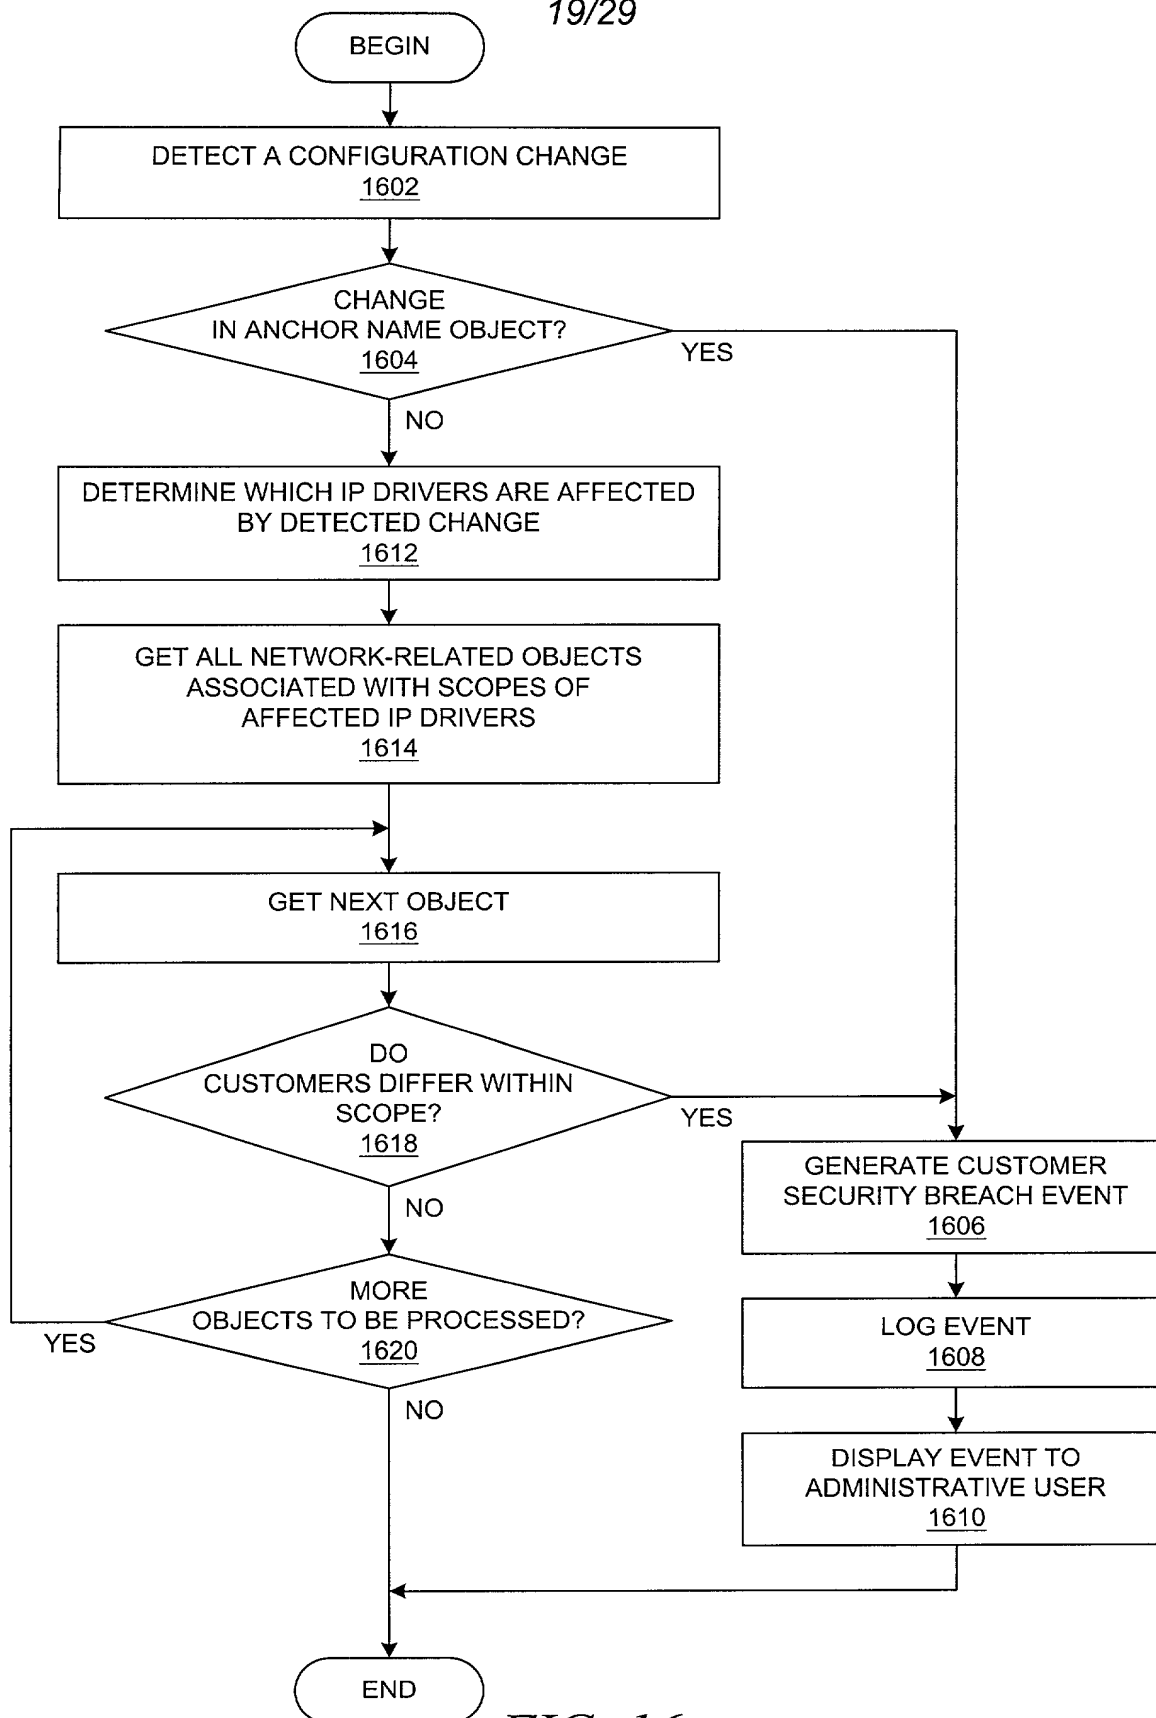 19/29
BEGIN
DETECT A CONFIGURATION CHANGE
1602
CHANGE
IN ANCHOR NAME OBJECT?
1604
YES
NO
DETERMINE WHICH IP DRIVERS ARE AFFECTED
BY DETECTED CHANGE
1612
GET ALL NETWORK-RELATED OBJECTS
ASSOCIATED WITH SCOPES OF
AFFECTED IP DRIVERS
1614
GET NEXT OBJECT
1616
DO
CUSTOMERS DIFFER WITHIN
SCOPE?
1618
YES
NO
GENERATE CUSTOMER
SECURITY BREACH EVENT
1606
MORE
OBJECTS TO BE PROCESSED?
1620
YES
NO
LOG EVENT
1608
DISPLAY EVENT TO
ADMINISTRATIVE USER
1610
END
FIG. 16